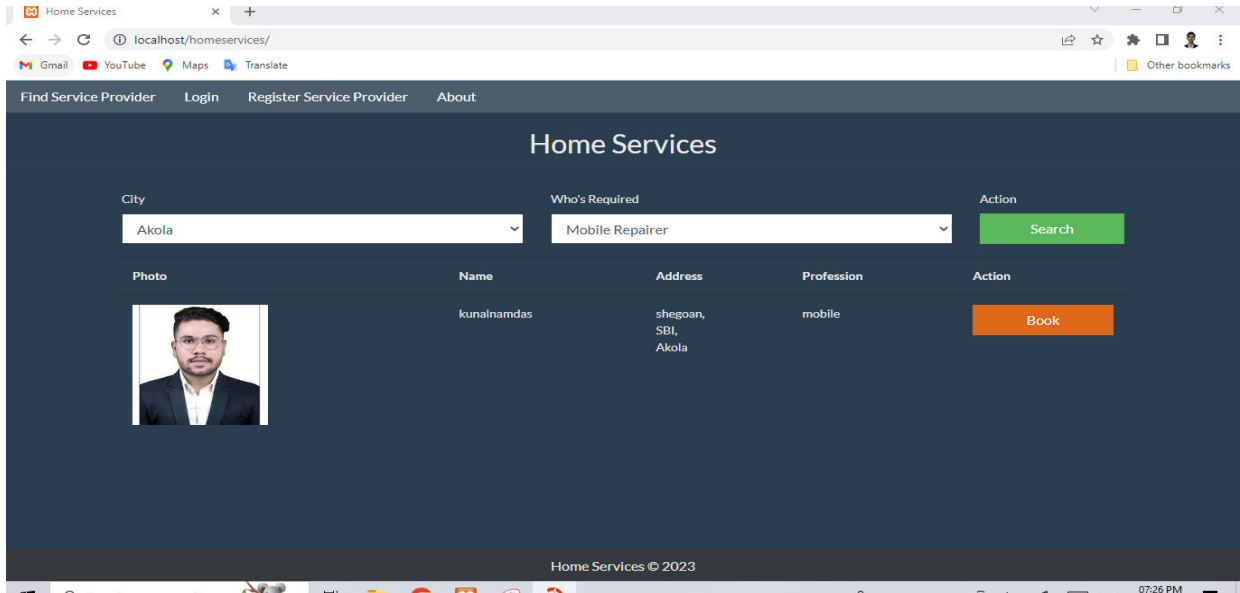 Home Services
localhost/homeservices/
Gmail YouTube Maps Translate Other bookmarks
Find Service Provider Login Register Service Provider About
Home Services
City Who's Required Action
Akola Mobile Repairer Search
Photo Name Address Profession Action
kunalnamdas shegoan, mobile Book
SBI,
Akola
Home Services © 2023
07:26 PM